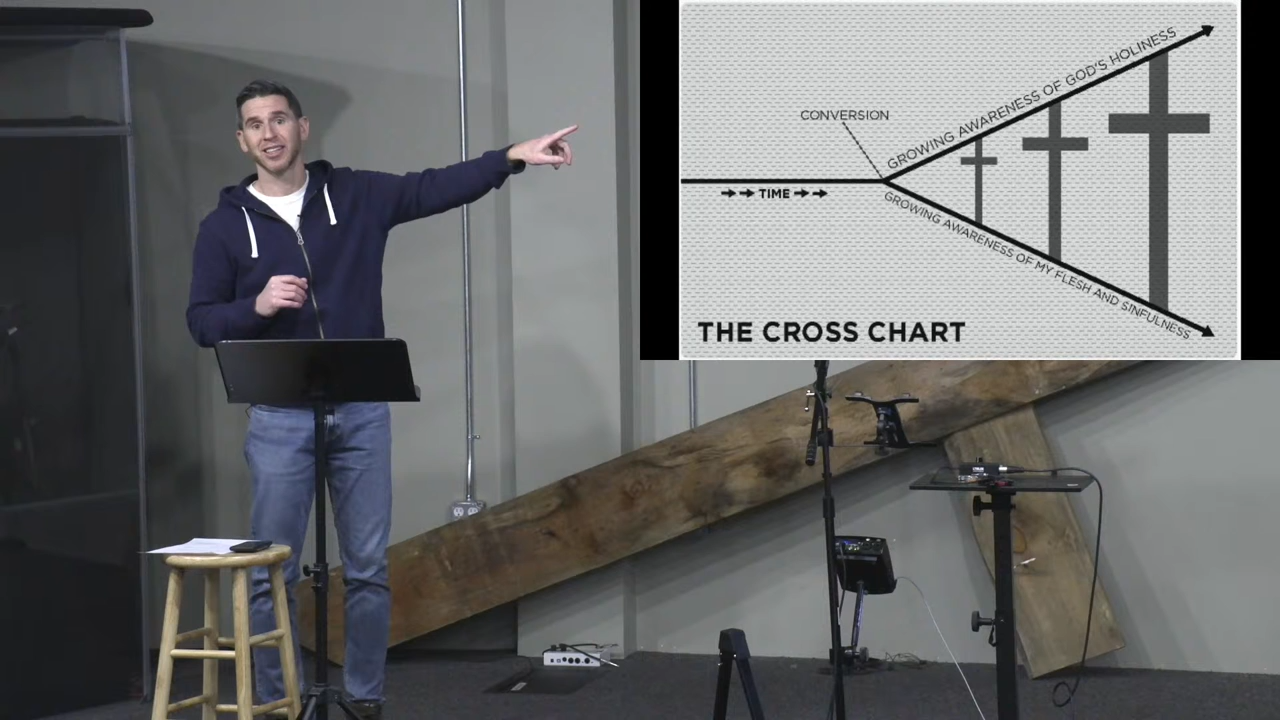 CONVERSION
GROWING AWARENESS OF GOD'S HOLINESS
TIME
GROWING AWARENESS OF MY FLESH AND SINFULNESS
THE CROSS CHART